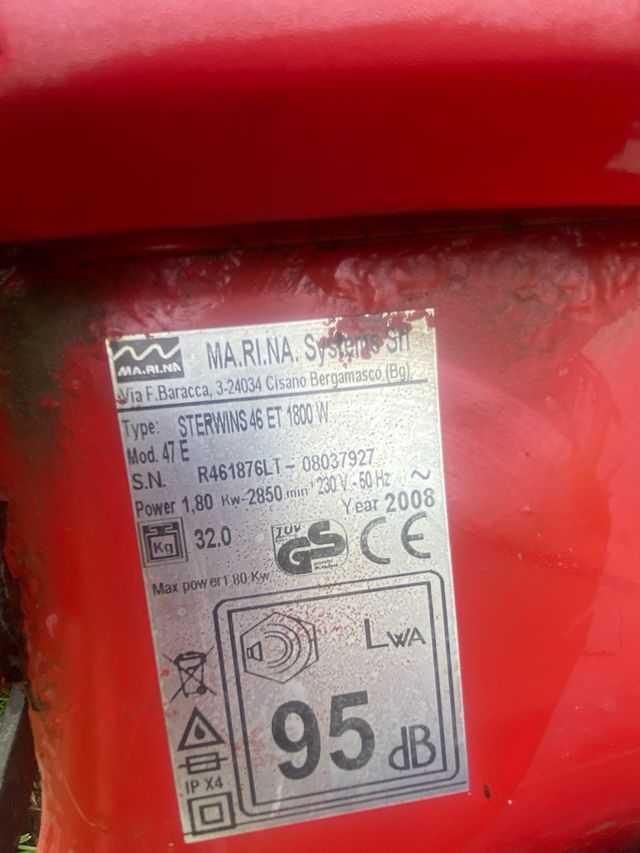 MA.RI.NA
MA.RI.NA. Systems Srl
Via F.Baracca, 3-24034 Cisano Bergamasco (Bg)
Type: STERWINS 46 ET 1800 W
Mod. 47 E
S.N. R461876LT - 08037927
Power 1,80 Kw-2850 min⁻¹ 230 V - 50 Hz ~
Year 2008
Kg 32.0
TUV
GS
CE
Max power 1,80 Kw
LWA
95 dB
IP X4